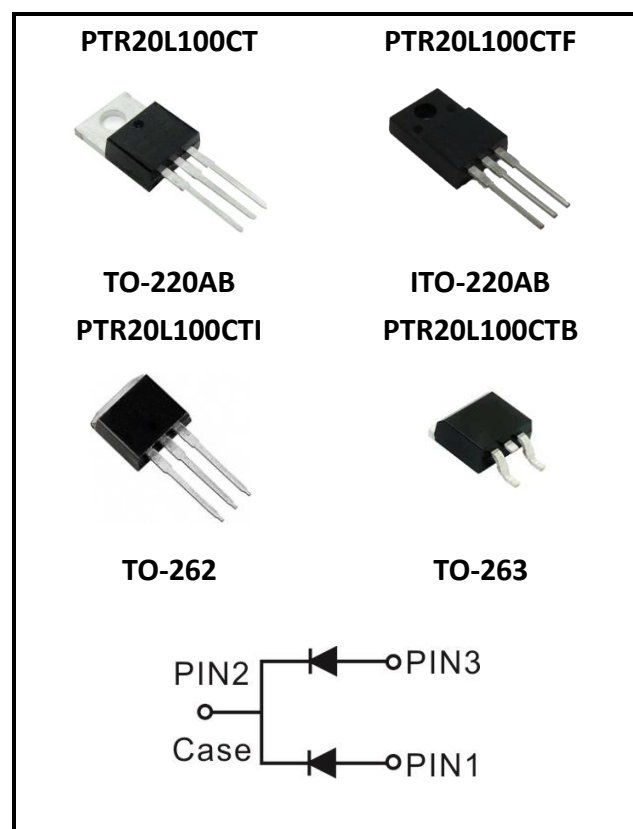 PTR20L100CT PTR20L100CTF
TO-220AB ITO-220AB
PTR20L100CTI PTR20L100CTB
TO-262 TO-263
PIN2 PIN3
Case PIN1